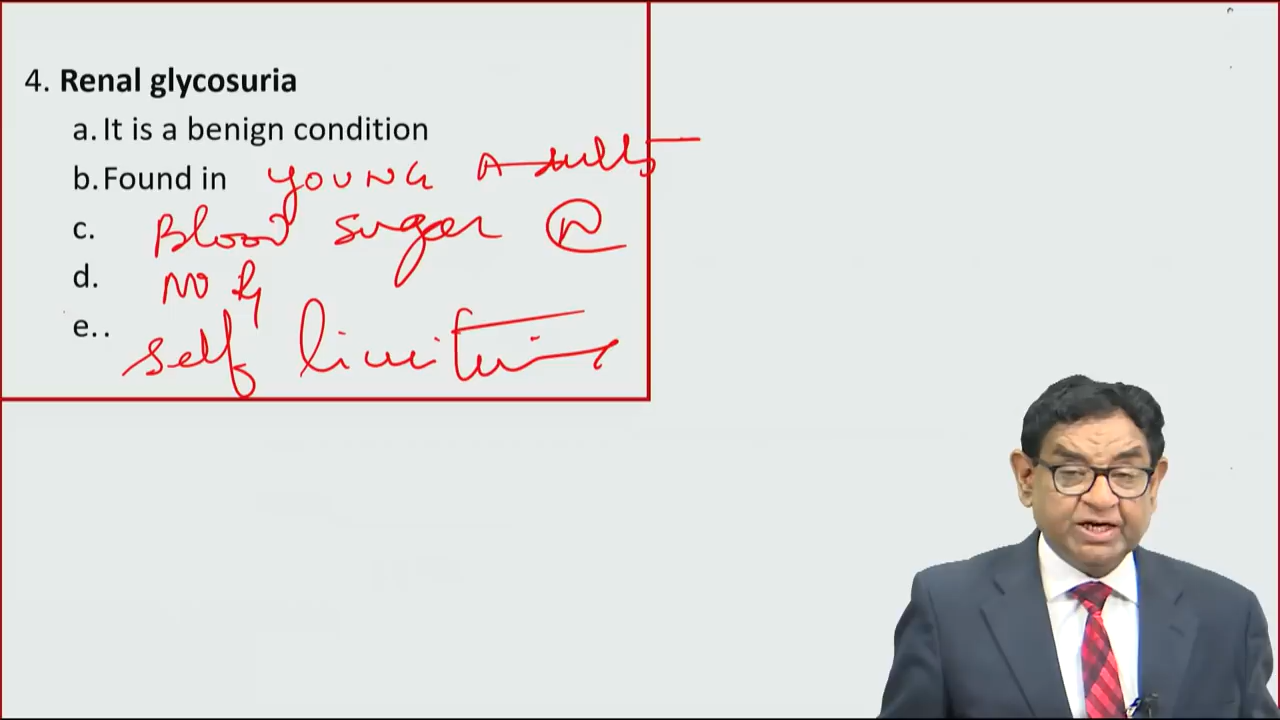 4. Renal glycosuria
a. It is a benign condition
b. Found in YOUNG Adults
c. Blood sugar N
d. NO Rx
e.. self limiting